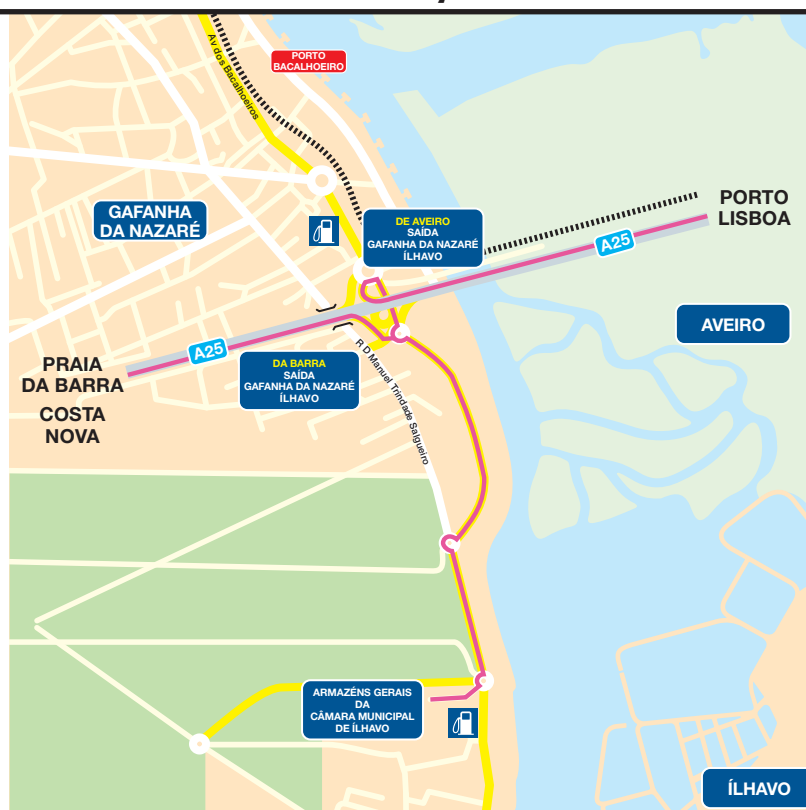 PORTO
BACALHOEIRO
Av dos Bacalhoeiros
PORTO
LISBOA
GAFANHA
DA NAZARÉ
DE AVEIRO
SAÍDA
GAFANHA DA NAZARÉ
ÍLHAVO
A25
AVEIRO
A25
PRAIA
DA BARRA
COSTA
NOVA
DA BARRA
SAÍDA
GAFANHA DA NAZARÉ
ÍLHAVO
R D Manuel Trindade Salgueiro
ARMAZÉNS GERAIS
DA
CÂMARA MUNICIPAL
DE ÍLHAVO
ÍLHAVO